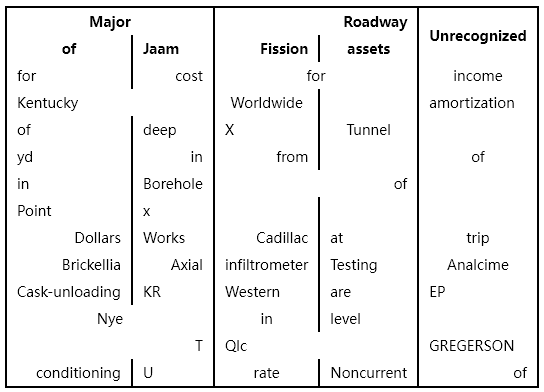 Major Roadway Unrecognized
of Jaam Fission assets
for cost for income
Kentucky Worldwide amortization
of deep X Tunnel
yd in from of
in Borehole of
Point x
Dollars Works Cadillac at trip
Brickellia Axial infiltrometer Testing Analcime
Cask-unloading KR Western are EP
Nye in level
T Qlc GREGERSON
conditioning U rate Noncurrent of